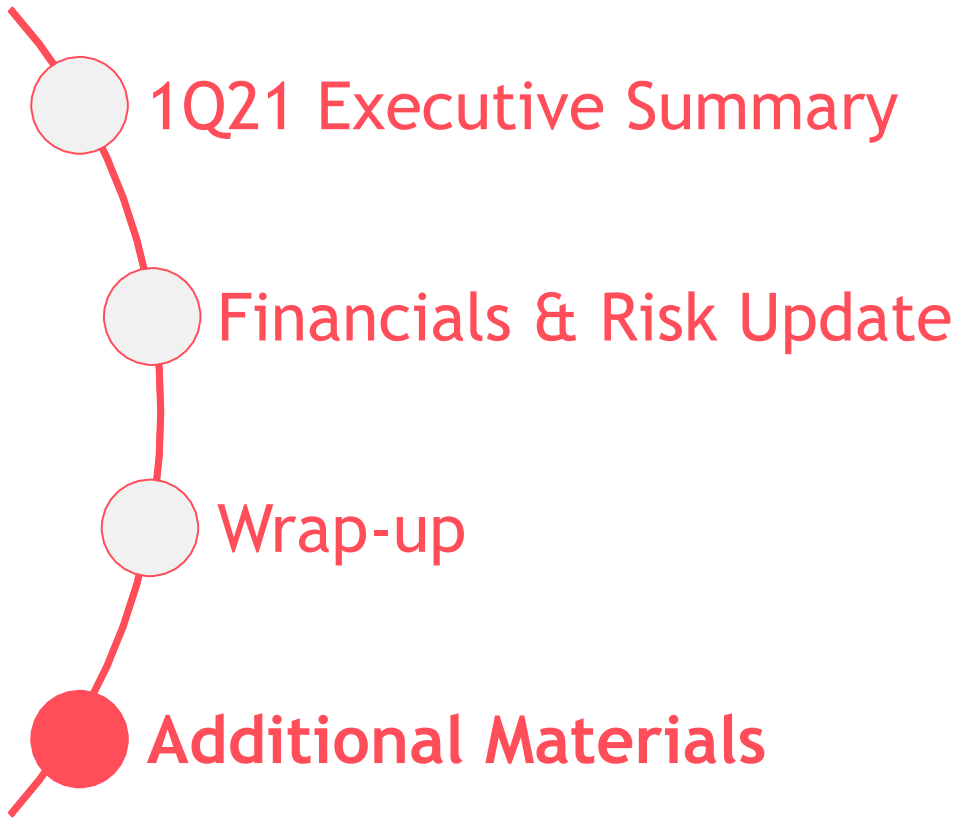 1Q21 Executive Summary
Financials & Risk Update
Wrap-up
Additional Materials